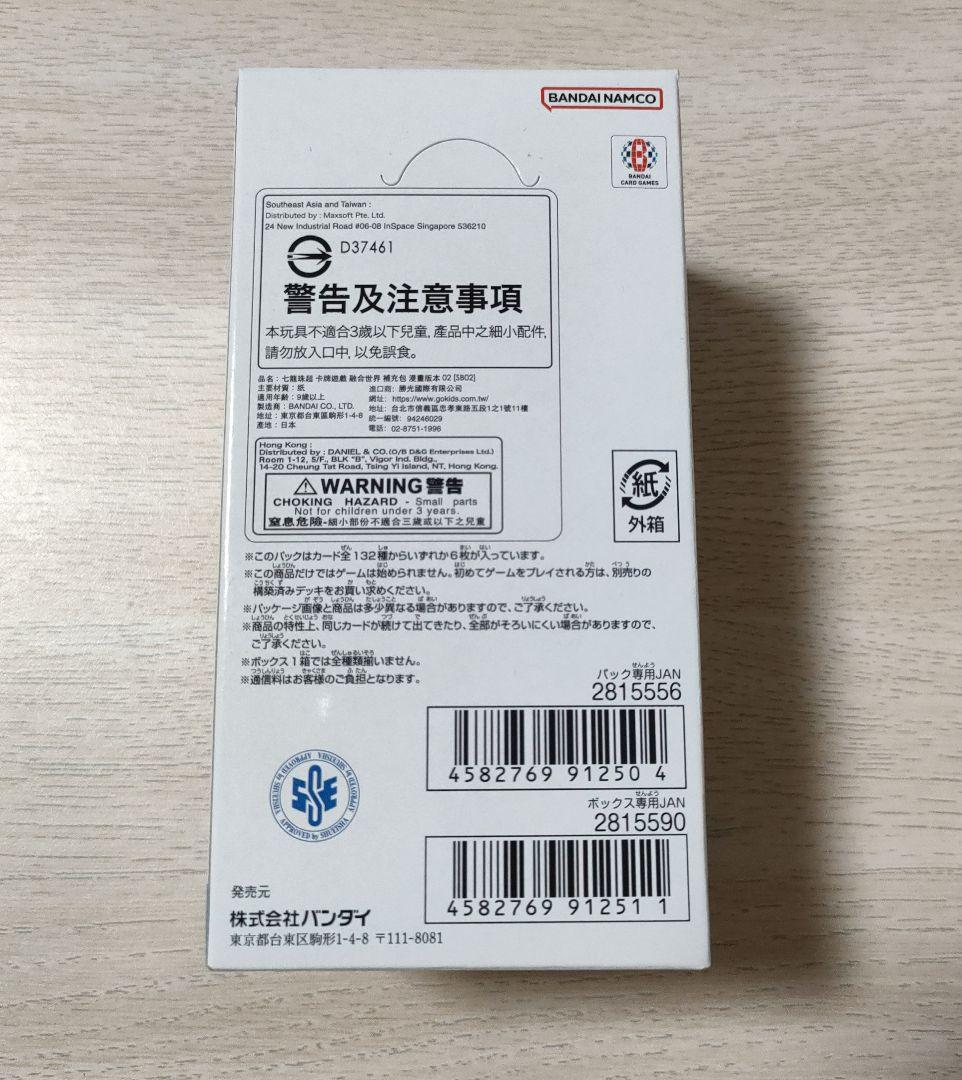 BANDAI NAMCO
BANDAI
CARD GAMES
Southeast Asia and Taiwan :
Distributed by : Maxsoft Pte. Ltd.
24 New Industrial Road #06-08 InSpace Singapore 536210
D37461
警告及注意事項
本玩具不適合3歲以下兒童, 產品中之細小配件,
請勿放入口中, 以免誤食。
品名：七龍珠超 卡牌遊戲 融合世界 補充包 漫畫版本 02 [SB02]
主要材質：紙
適用年齡：9歲以上
製造商：BANDAI CO., LTD.
地址：東京都台東區駒形1-4-8
產地：日本
進口商：勝光國際有限公司
網址：https://www.gokids.com.tw/
地址：台北市信義區忠孝東路五段1之1號11樓
統一編號：94246029
電話：02-8751-1996
Hong Kong :
Distributed by : DANIEL & CO.(O/B D&G Enterprises Ltd.)
Room 1-12, 5/F., BLK "B", Vigor Ind. Bldg.,
14-20 Cheung Tat Road, Tsing Yi Island, NT, Hong Kong.
WARNING 警告
CHOKING HAZARD - Small parts
Not for children under 3 years.
窒息危險-細小部份不適合三歲或以下之兒童
紙
外箱
※このパックはカード全132種からいずれか6枚が入っています。
※この商品だけではゲームは始められません。初めてゲームをプレイされる方は、別売りの
構築済みデッキをお買い求めください。
※パッケージ画像と商品は多少異なる場合がありますので、ご了承ください。
※商品の特性上、同じカードが続けて出てきたり、全部がそろいにくい場合がありますので、
ご了承ください。
※ボックス1箱では全種類揃いません。
※通信料はお客様のご負担となります。
パック専用JAN
2815556
4582769 91250 4
ボックス専用JAN
2815590
4582769 91251 1
APPROVED by SHUEISHA
SSE
発売元
株式会社バンダイ
東京都台東区駒形1-4-8 〒111-8081